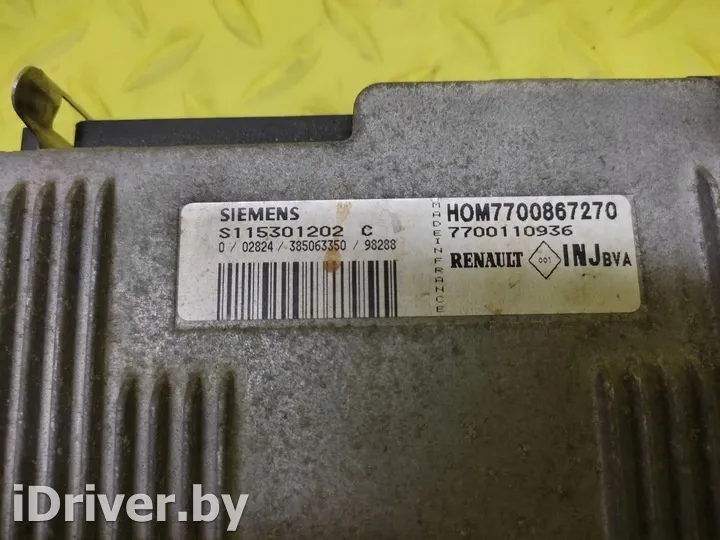 SIEMENS
S115301202 C
0 / 02824 / 385063350 / 98288
MADE IN FRANCE
HOM7700867270
7700110936
RENAULT 001 INJ BVA
iDriver.by